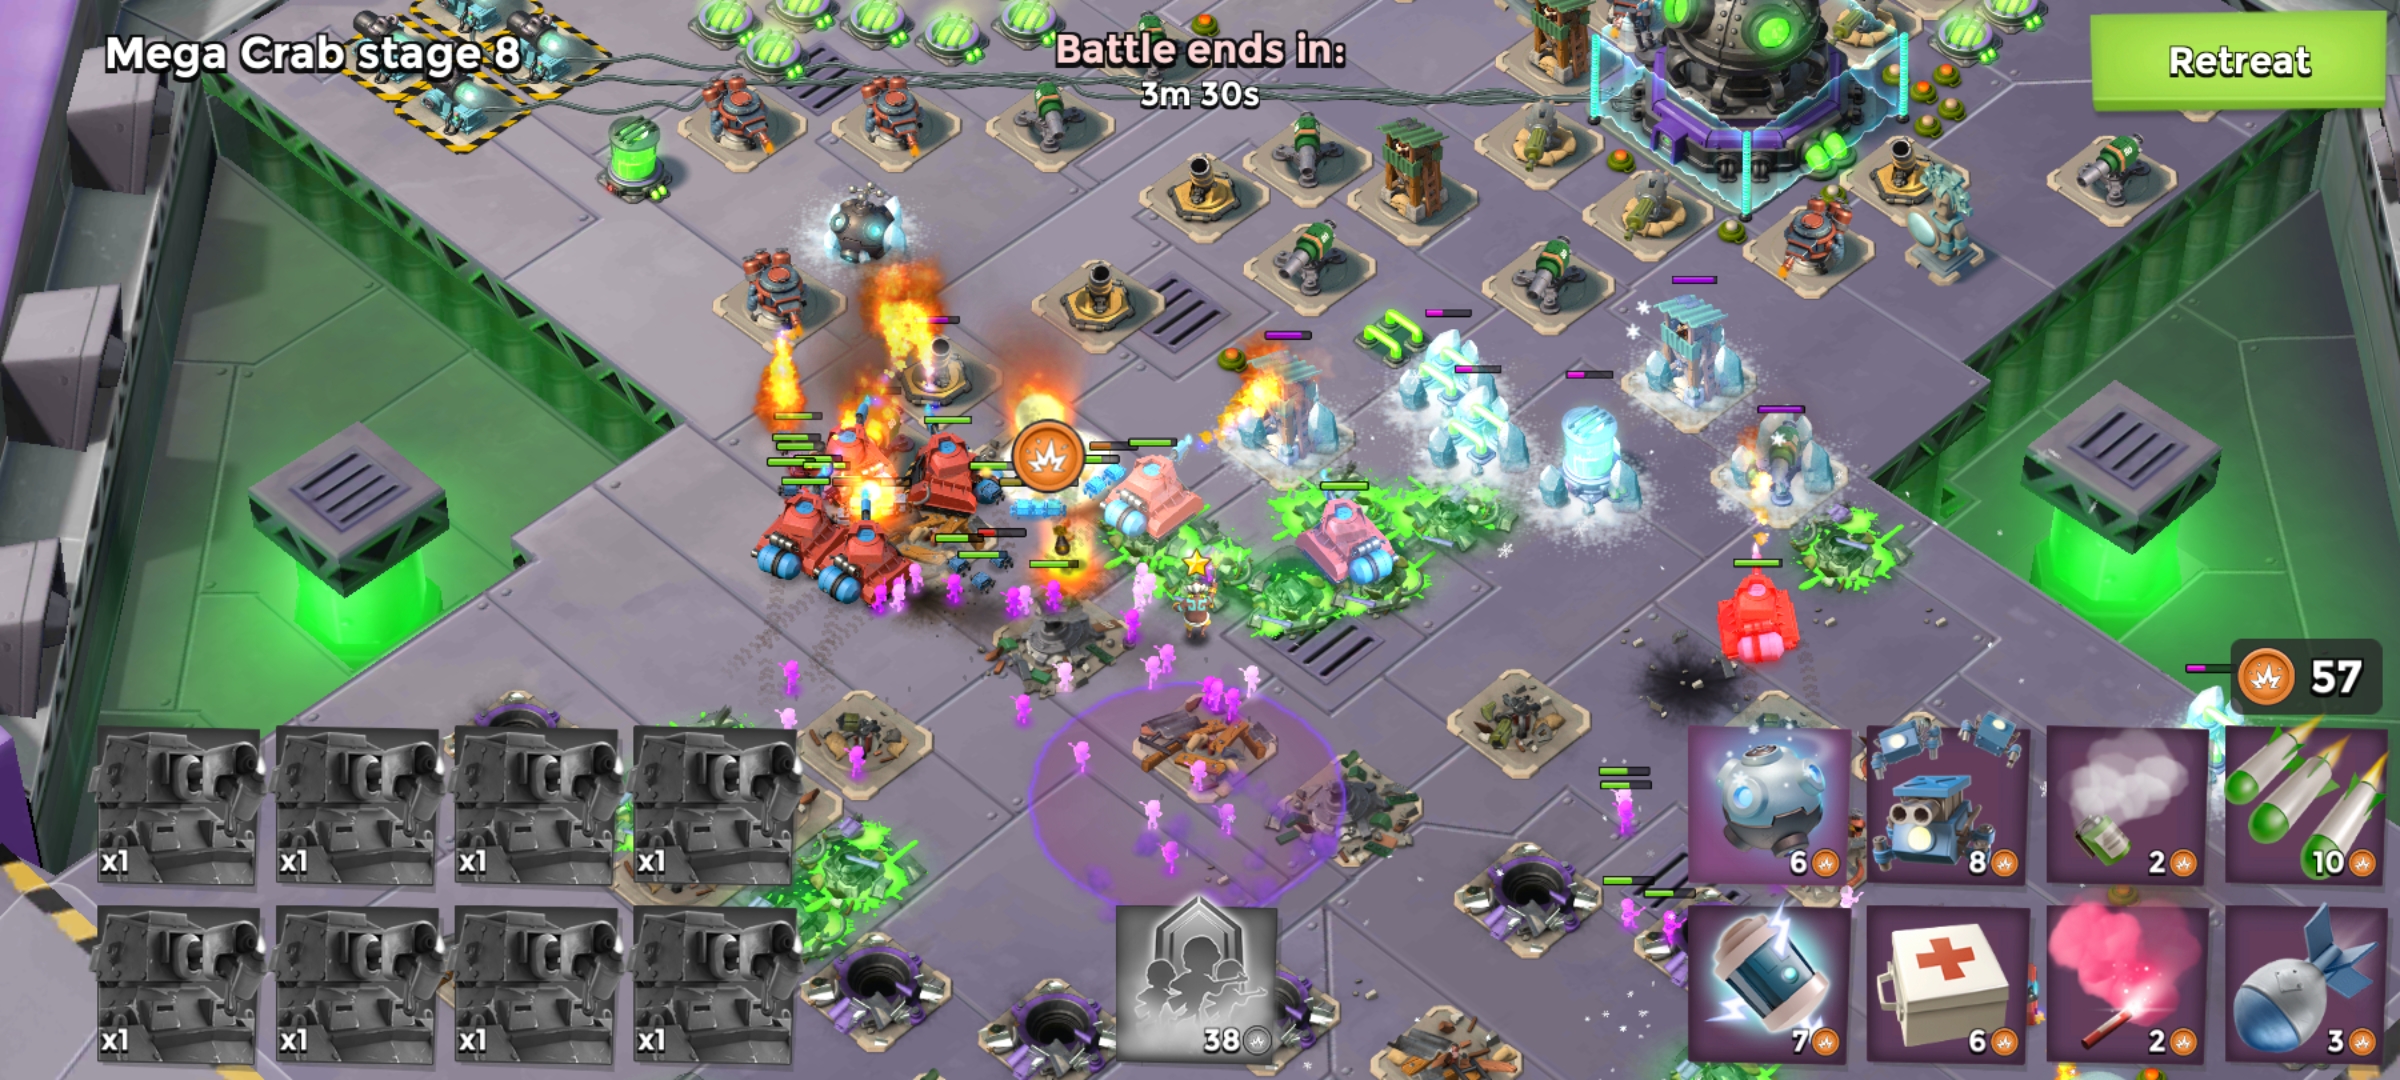 Mega Crab stage 8
Battle ends in:
3m 30s
Retreat
57
x1 x1 x1 x1
6 8 2 10
x1 x1 x1 x1
38
7 6 2 3